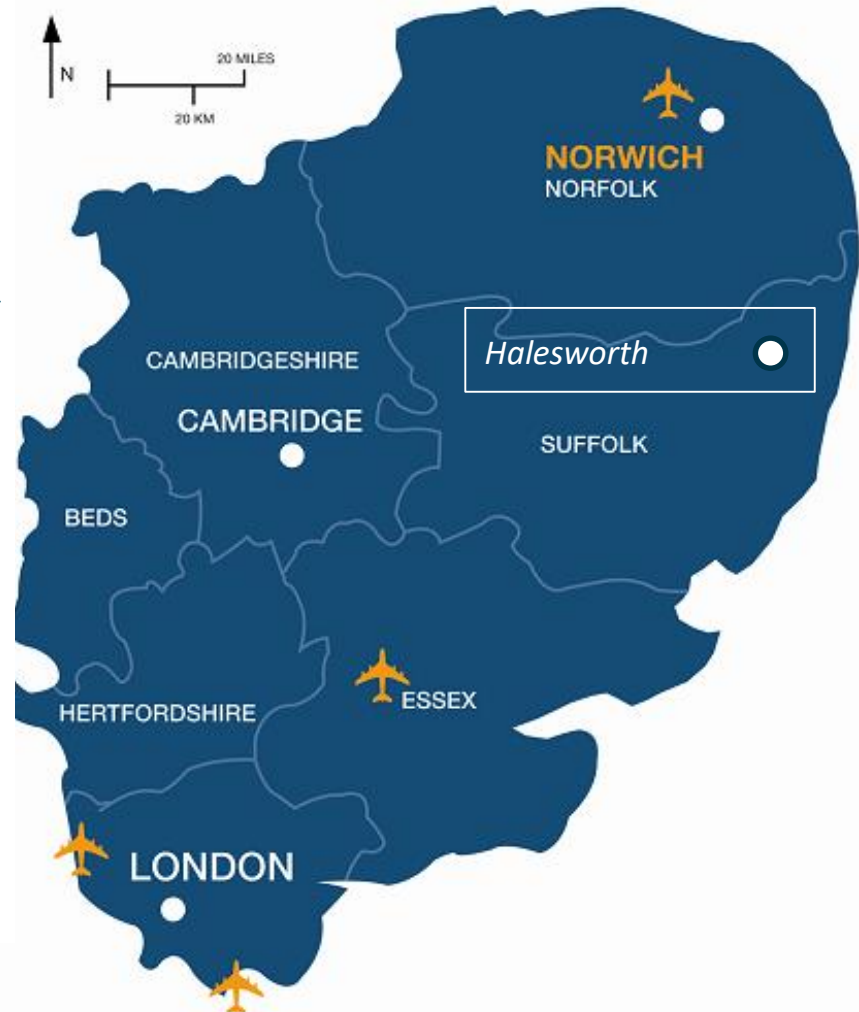 20 MILES
N
20 KM
NORWICH
NORFOLK
CAMBRIDGESHIRE
Halesworth
CAMBRIDGE
SUFFOLK
BEDS
HERTFORDSHIRE
ESSEX
LONDON